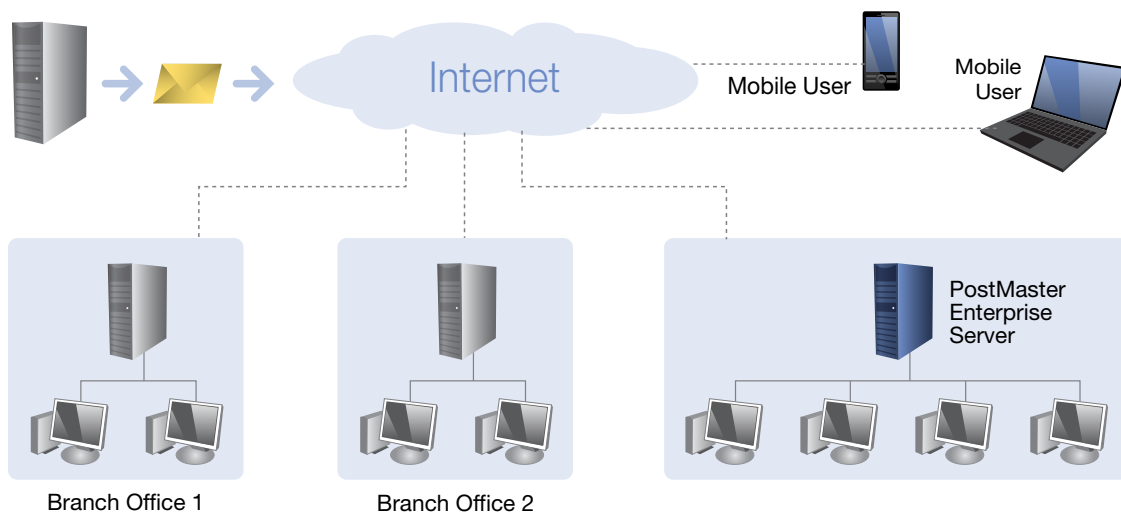 Internet
Mobile User
Mobile
User
PostMaster
Enterprise
Server
Branch Office 1
Branch Office 2